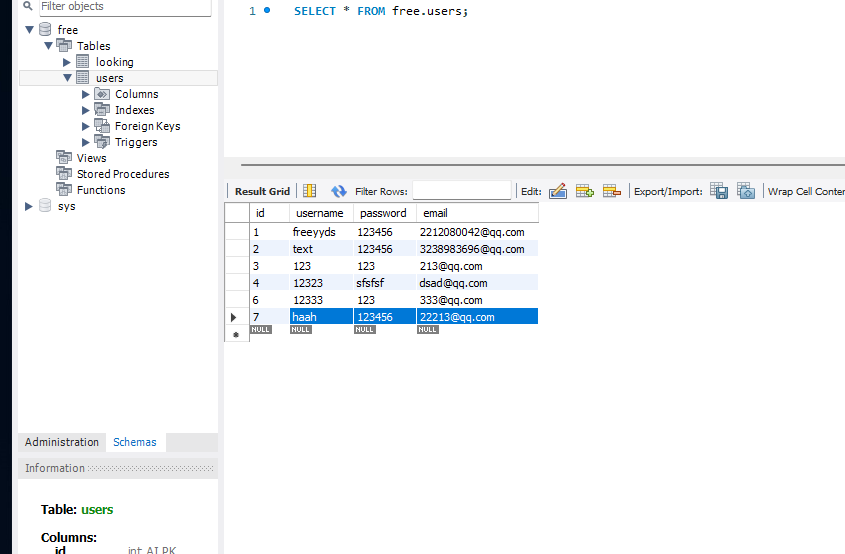 Filter objects
free
Tables
looking
users
Columns
Indexes
Foreign Keys
Triggers
Views
Stored Procedures
Functions
sys
Administration Schemas
Information
Table: users
Columns:
id int AI PK
1 SELECT * FROM free.users;
Result Grid Filter Rows: Edit: Export/Import: Wrap Cell Conter
id username password email
1 freeyyds 123456 2212080042@qq.com
2 text 123456 3238983696@qq.com
3 123 123 213@qq.com
4 12323 sfsfsf dsad@qq.com
6 12333 123 333@qq.com
7 haah 123456 22213@qq.com
NULL NULL NULL NULL